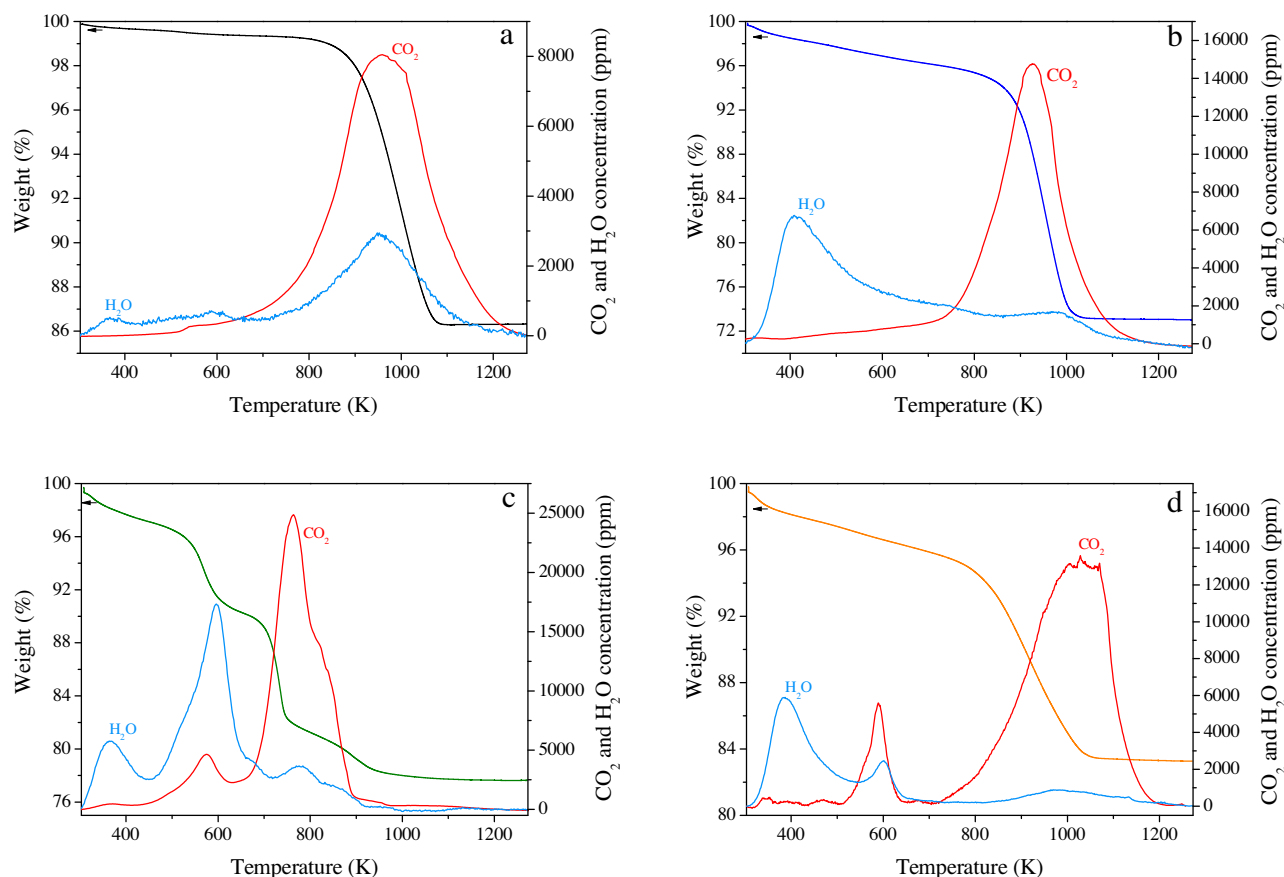 a
100
98
96
94
92
90
88
86
Weight (%)
CO₂
H₂O
8000
6000
4000
2000
0
CO₂ and H₂O concentration (ppm)
400 600 800 1000 1200
Temperature (K)
b
100
96
92
88
84
80
76
72
Weight (%)
CO₂
H₂O
16000
14000
12000
10000
8000
6000
4000
2000
0
CO₂ and H₂O concentration (ppm)
400 600 800 1000 1200
Temperature (K)
c
100
96
92
88
84
80
76
Weight (%)
CO₂
H₂O
25000
20000
15000
10000
5000
0
CO₂ and H₂O concentration (ppm)
400 600 800 1000 1200
Temperature (K)
d
100
96
92
88
84
80
Weight (%)
CO₂
H₂O
16000
14000
12000
10000
8000
6000
4000
2000
0
CO₂ and H₂O concentration (ppm)
400 600 800 1000 1200
Temperature (K)